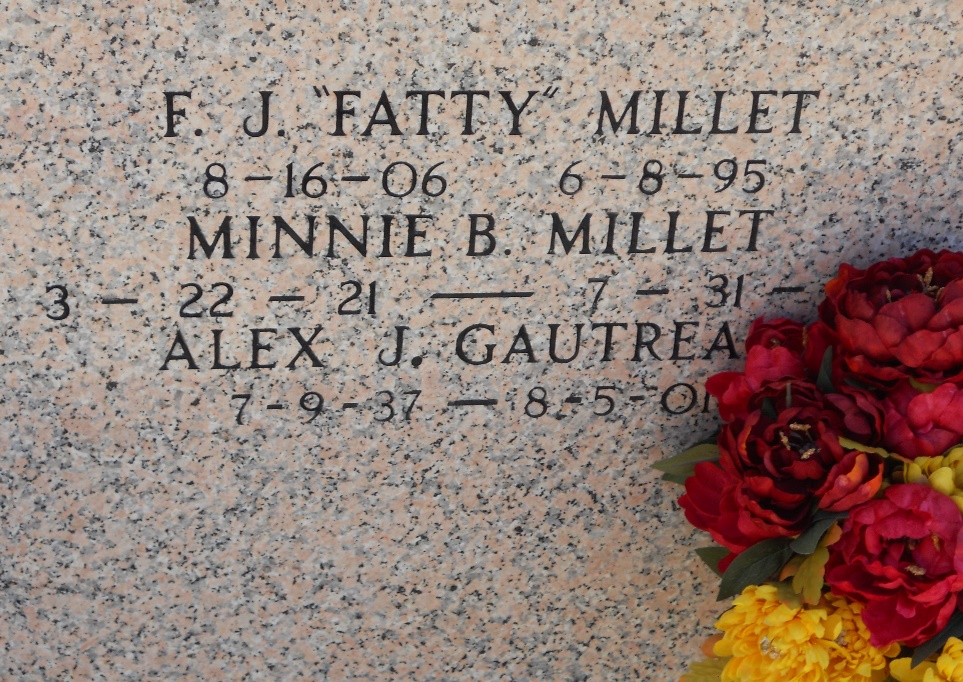 F. J. "FATTY" MILLET
8-16-06 6-8-95
MINNIE B. MILLET
3 - 22 - 21 — 7 - 31 -
ALEX J.
7-9-37 — 8-5-01